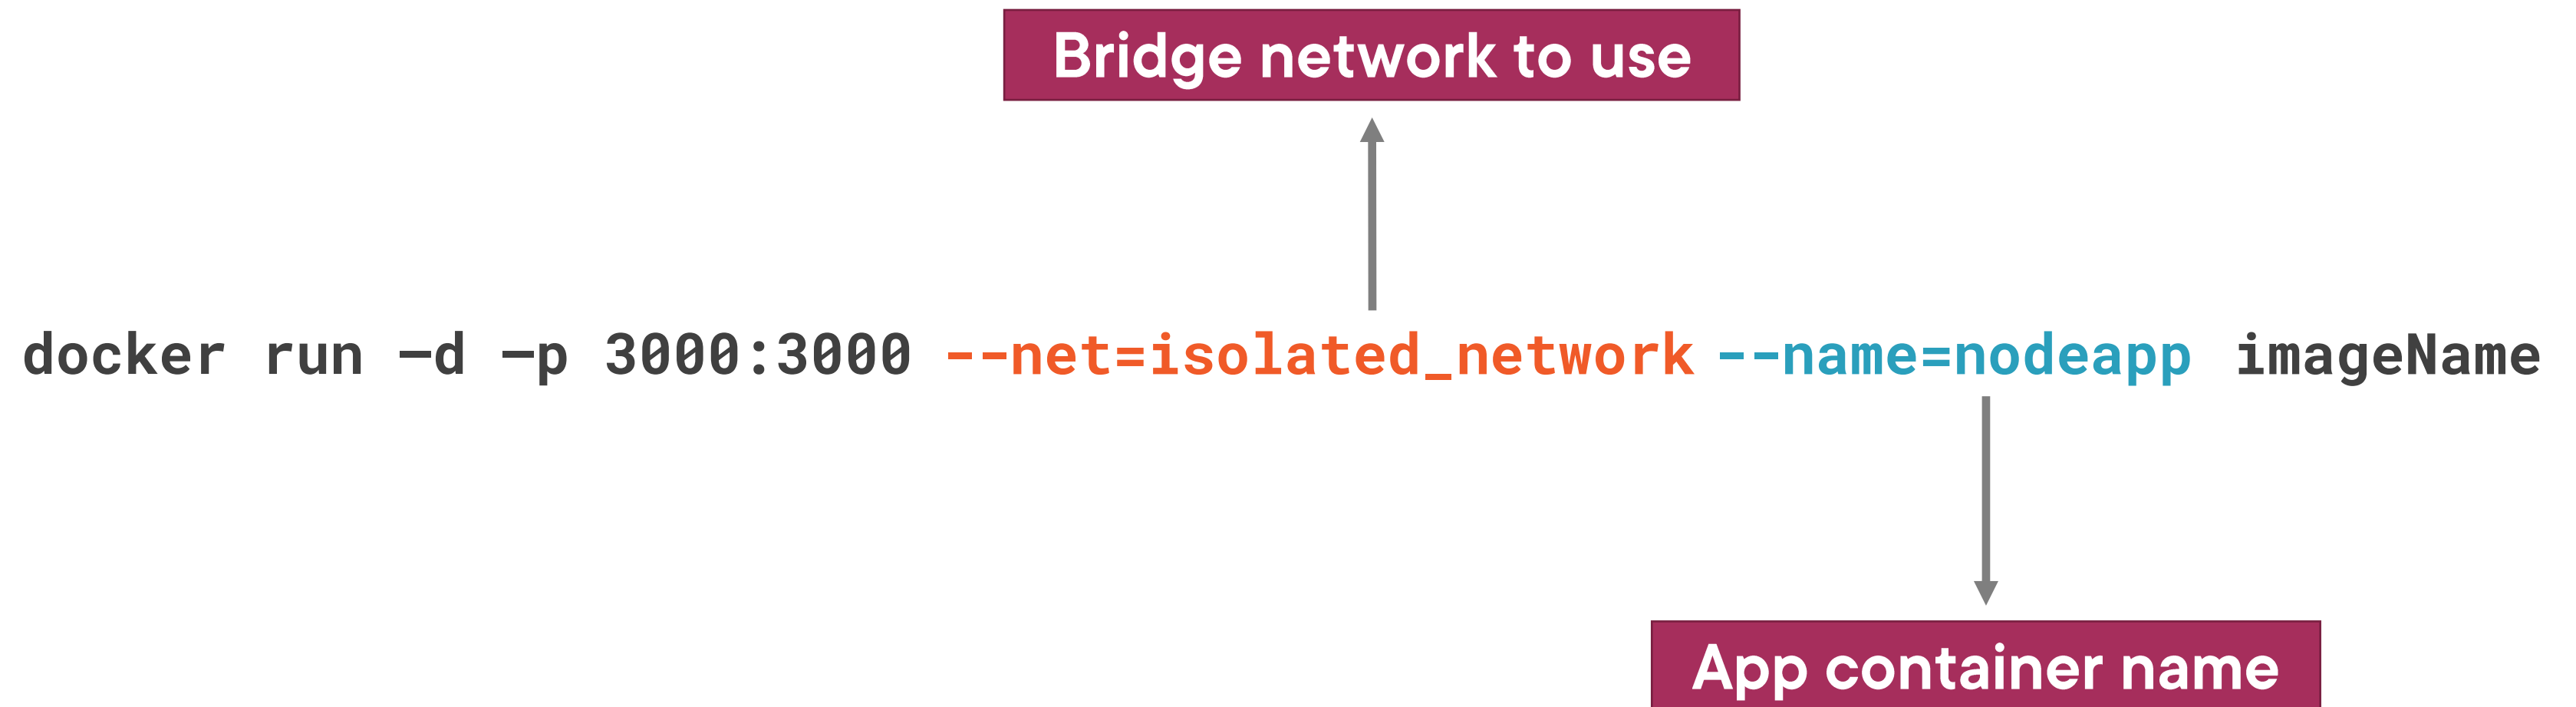 Bridge network to use
docker run –d –p 3000:3000 --net=isolated_network --name=nodeapp imageName
App container name